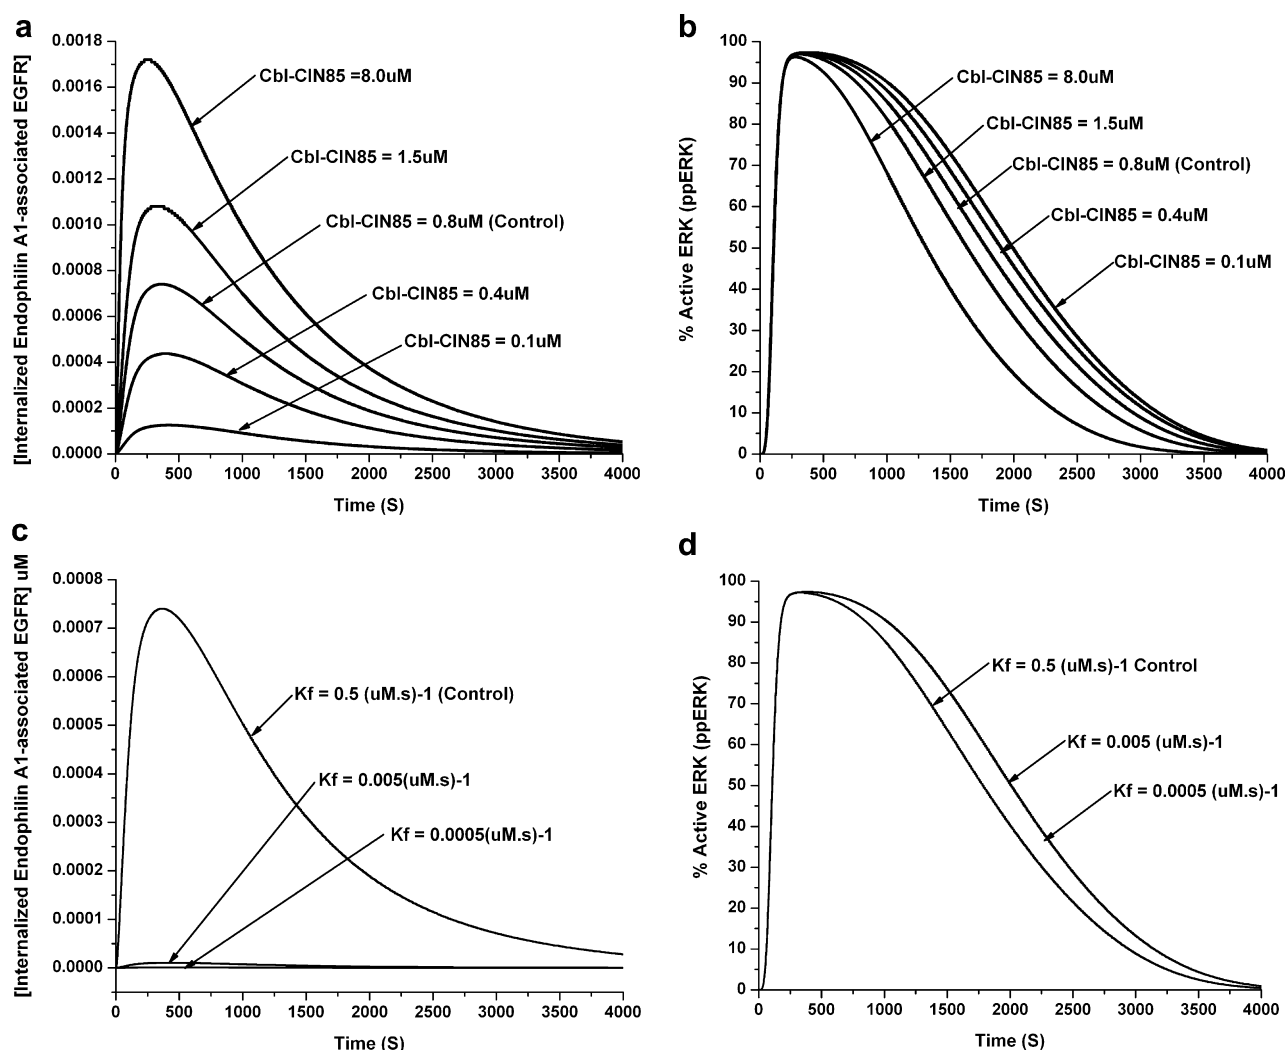 a
[Internalized Endophilin A1-associated EGFR]
0.0018
0.0016
0.0014
0.0012
0.0010
0.0008
0.0006
0.0004
0.0002
0.0000
Cbl-CIN85 =8.0uM
Cbl-CIN85 = 1.5uM
Cbl-CIN85 = 0.8uM (Control)
Cbl-CIN85 = 0.4uM
Cbl-CIN85 = 0.1uM
0 500 1000 1500 2000 2500 3000 3500 4000
Time (S)
b
% Active ERK (ppERK)
100
90
80
70
60
50
40
30
20
10
0
Cbl-CIN85 = 8.0uM
Cbl-CIN85 = 1.5uM
Cbl-CIN85 = 0.8uM (Control)
Cbl-CIN85 = 0.4uM
Cbl-CIN85 = 0.1uM
0 500 1000 1500 2000 2500 3000 3500 4000
Time (S)
c
[Internalized Endophilin A1-associated EGFR] uM
0.0008
0.0007
0.0006
0.0005
0.0004
0.0003
0.0002
0.0001
0.0000
Kf = 0.5 (uM.s)-1 (Control)
Kf = 0.005(uM.s)-1
Kf = 0.0005(uM.s)-1
0 500 1000 1500 2000 2500 3000 3500 4000
Time (S)
d
% Active ERK (ppERK)
100
90
80
70
60
50
40
30
20
10
0
Kf = 0.5 (uM.s)-1 Control
Kf = 0.005 (uM.s)-1
Kf = 0.0005 (uM.s)-1
0 500 1000 1500 2000 2500 3000 3500 4000
Time (S)